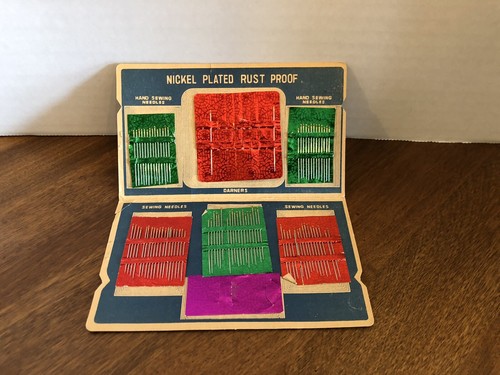 NICKEL PLATED RUST PROOF
HAND SEWING
NEEDLES
HAND SEWING
NEEDLES
DARNERS
SEWING NEEDLES
SEWING NEEDLES